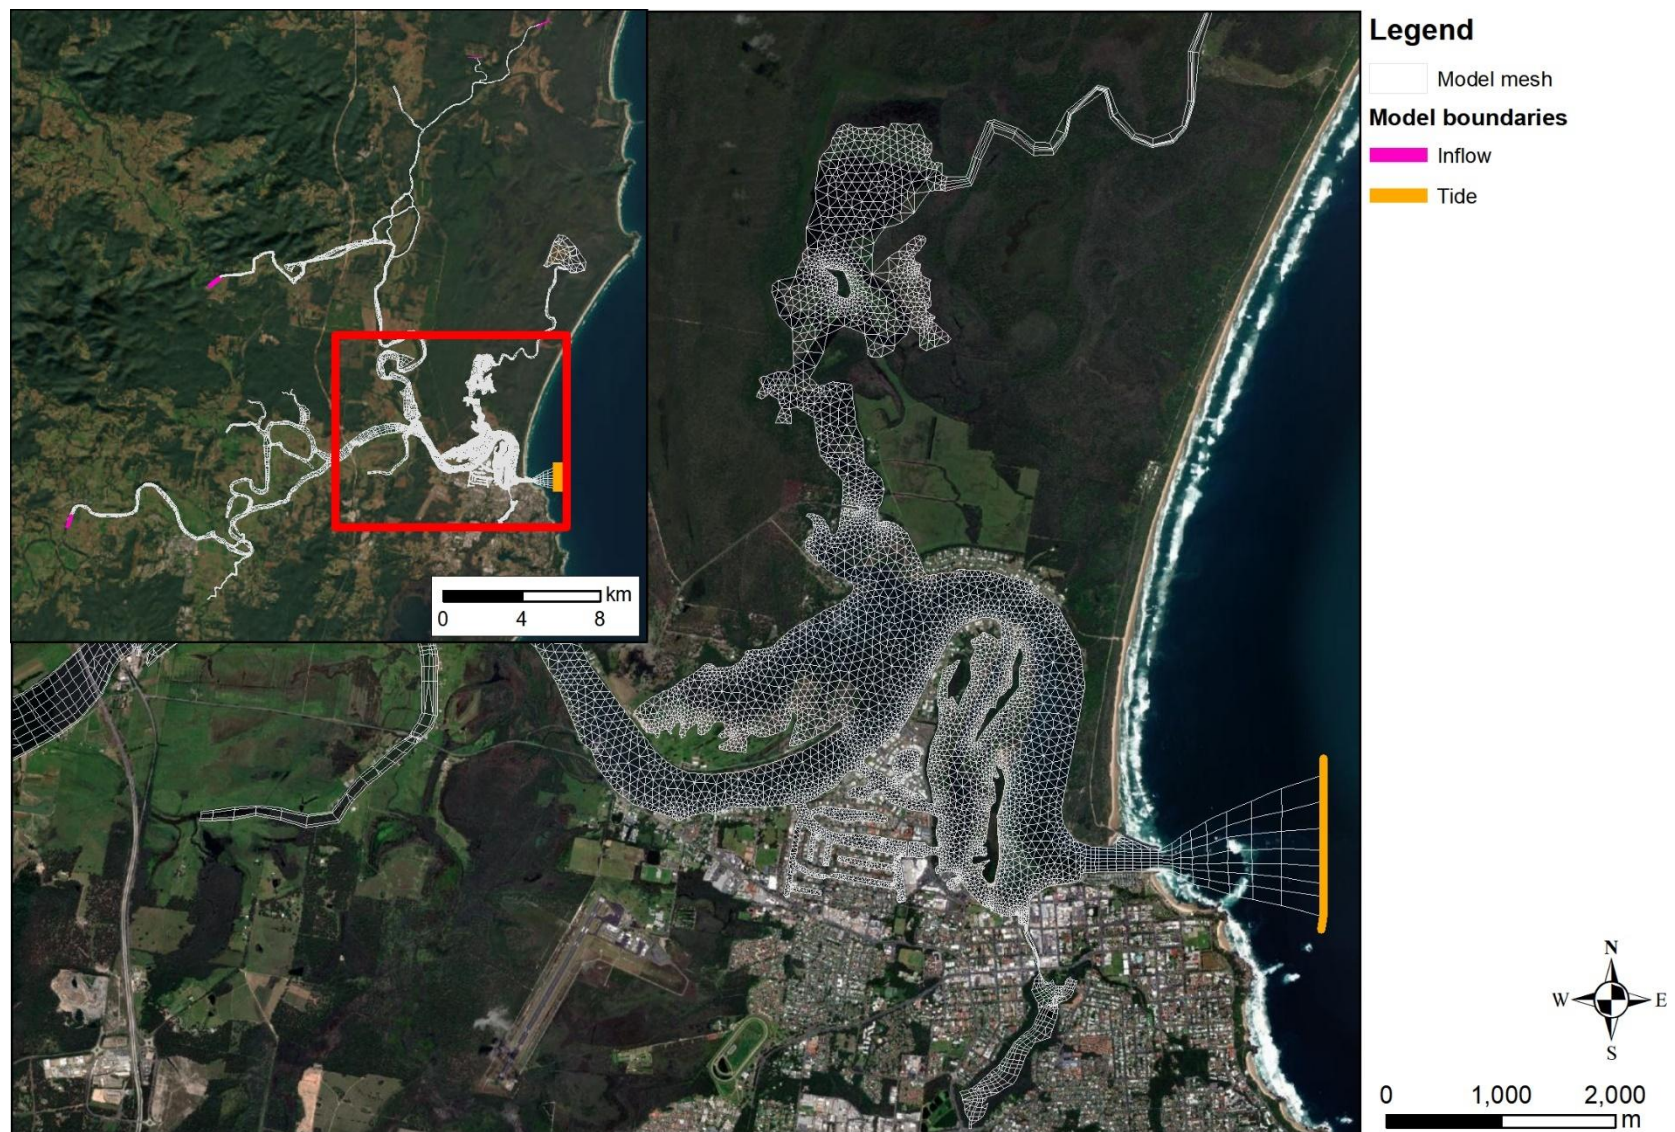 Legend
Model mesh
Model boundaries
Inflow
Tide
km
0 4 8
N
W E
S
0 1,000 2,000
m